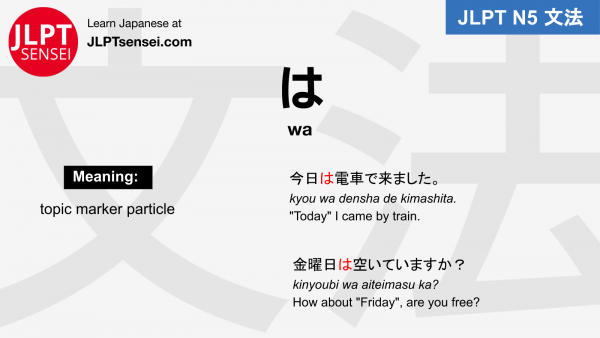 JLPT
SENSEI
Learn Japanese at
JLPTsensei.com
JLPT N5 文法
文法
は
wa
Meaning:
topic marker particle
今日は電車で来ました。
kyou wa densha de kimashita.
"Today" I came by train.
金曜日は空いていますか？
kinyoubi wa aiteimasu ka?
How about "Friday", are you free?